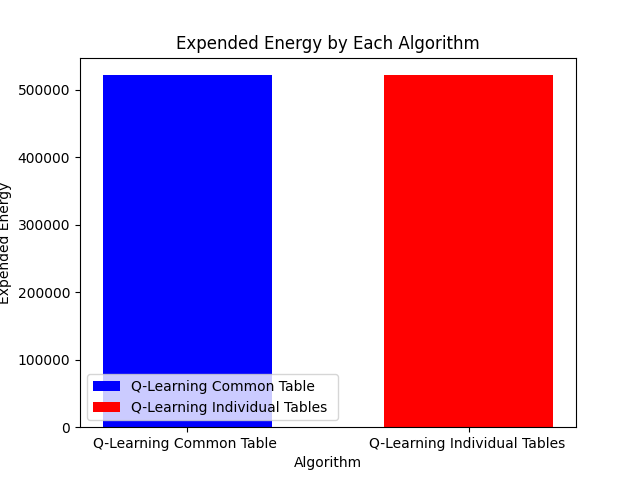 Expended Energy by Each Algorithm
500000
400000
300000
200000
100000
0
Expended Energy
Q-Learning Common Table
Q-Learning Individual Tables
Q-Learning Common Table
Q-Learning Individual Tables
Algorithm